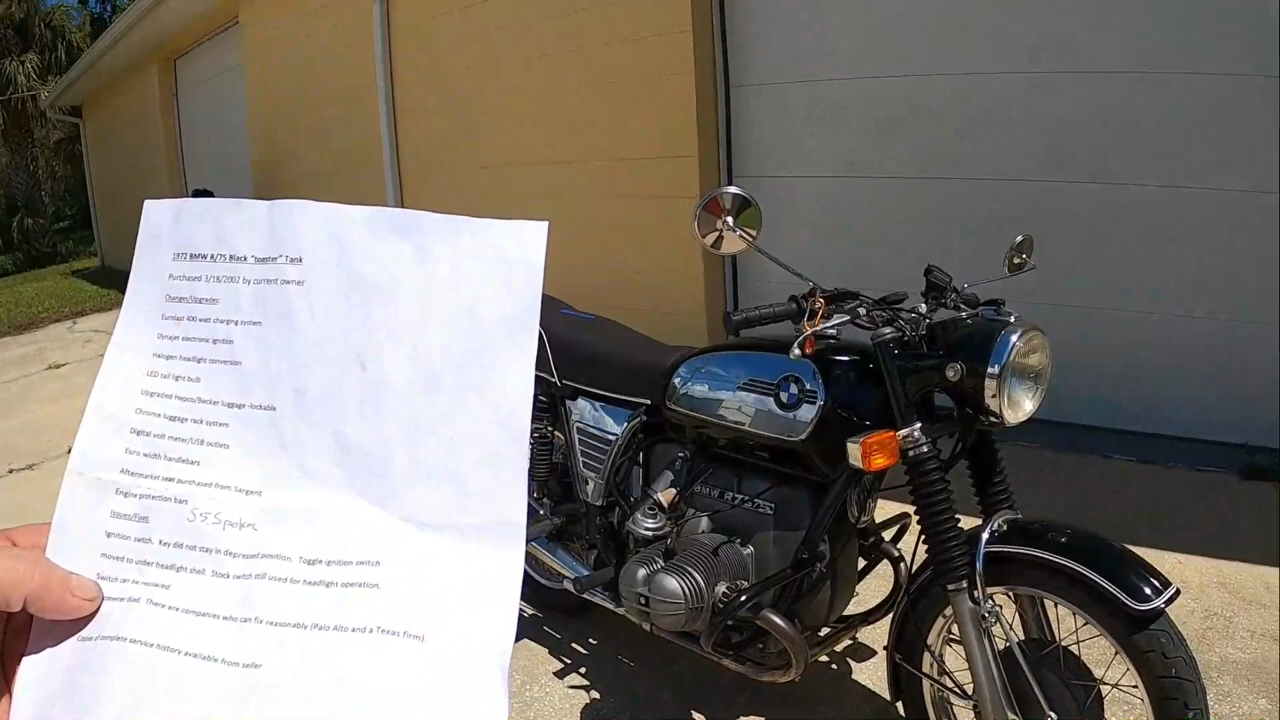 1972 BMW R/75 Black "toaster" Tank
Purchased 3/18/2002 by current owner
Changes/Upgrades:
Eurolast 400 watt charging system
Dynajet electronic ignition
Halogen headlight conversion
LED tail light bulb
Upgraded Hepco/Becker luggage -lockable
Chrome luggage rack system
Digital volt meter/USB outlets
Euro width handlebars
Aftermarket seat purchased from Sargent
Engine protection bars
Issues/Fixes:
S.S. Spokes
Ignition switch. Key did not stay in depressed position. Toggle ignition switch
moved to under headlight shell. Stock switch still used for headlight operation.
Switch can be replaced
died. There are companies who can fix reasonably (Palo Alto and a Texas firm)
Copies of complete service history available from seller
BMW
BMW R75/5